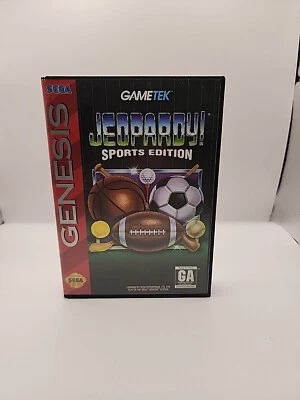 SEGA
GENESIS
SEGA
GAMETEK
JEOPARDY!
SPORTS EDITION
GA